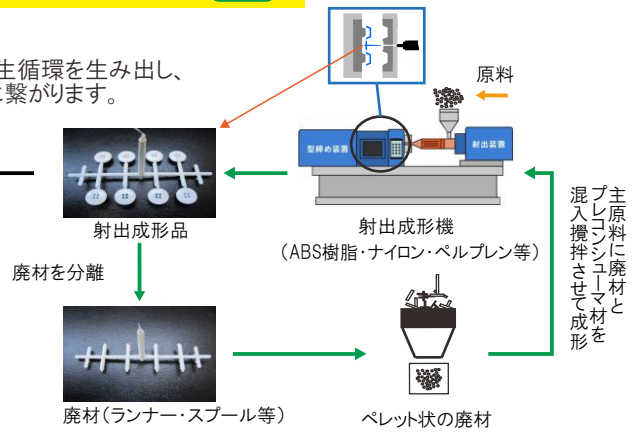 生循環を生み出し、
繋がります。
原料
型締め装置
射出装置
射出成形品
射出成形機
（ABS樹脂・ナイロン・ペルプレン等）
廃材を分離
主原料に廃材と
プレコンシューマ材を
混入攪拌させて成形
廃材（ランナー・スプール等）
ペレット状の廃材